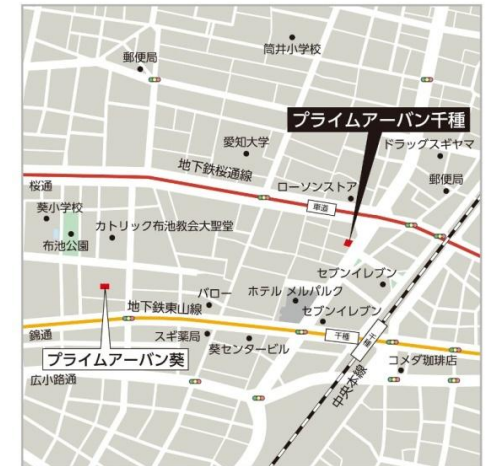 筒井小学校
郵便局
プライムアーバン千種
愛知大学
ドラッグスギヤマ
地下鉄桜通線
郵便局
桜通
ローソンストア
車道
葵小学校
カトリック布池教会大聖堂
布池公園
セブンイレブン
バロー
ホテル メルパルク
地下鉄東山線
セブンイレブン
錦通
スギ薬局
千種
千種
葵センタービル
プライムアーバン葵
コメダ珈琲店
広小路通
中央本線